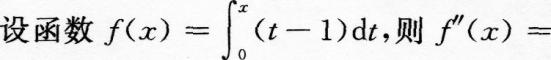 设函数 f(x) = ∫₀ˣ(t − 1)dt,则 f″(x) =